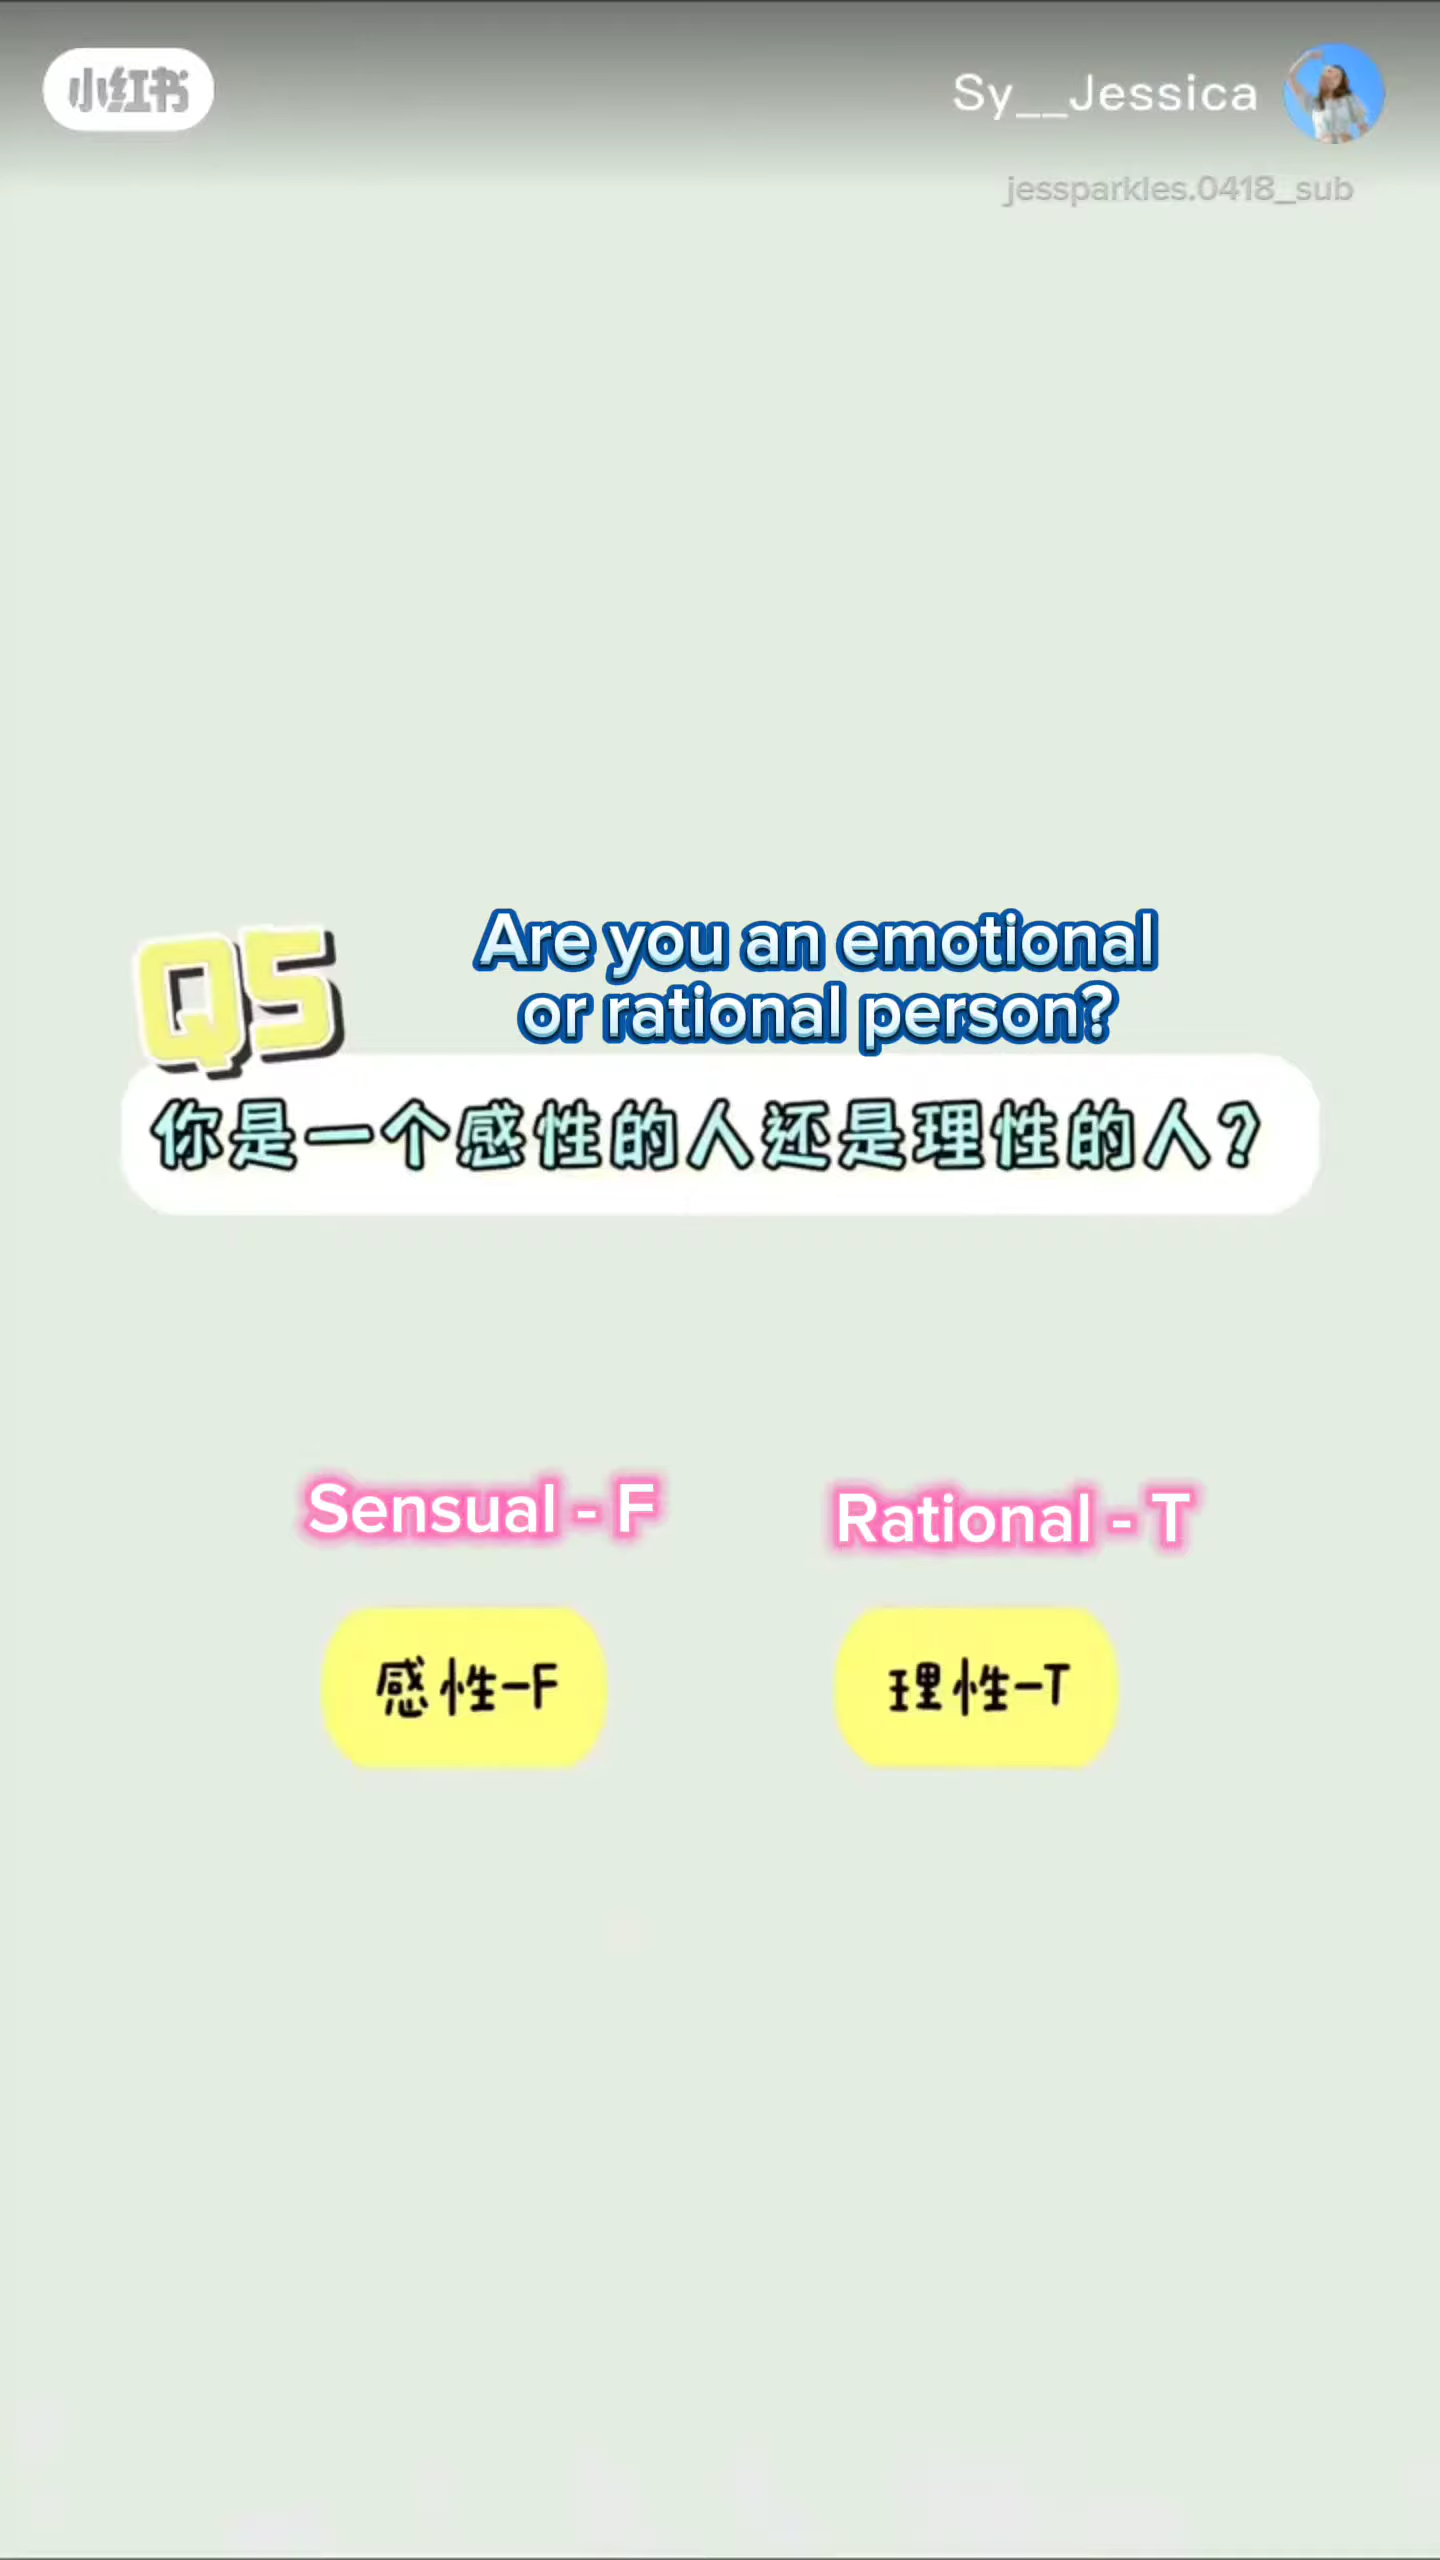 小红书
Sy__Jessica
jessparkles.0418_sub
Q5
Are you an emotional
or rational person?
你是一个感性的人还是理性的人？
Sensual - F
Rational - T
感性-F
理性-T